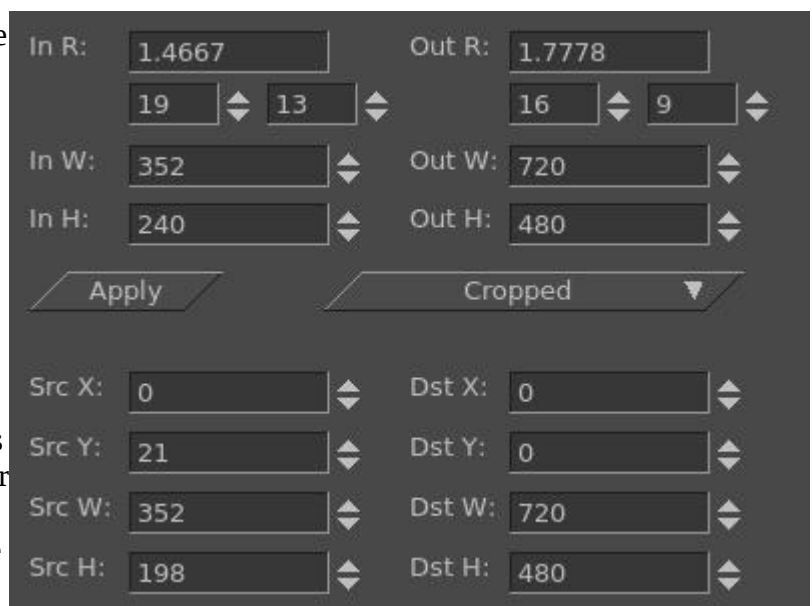 In R: 1.4667 Out R: 1.7778
19 13 16 9
In W: 352 Out W: 720
In H: 240 Out H: 480
Apply Cropped
Src X: 0 Dst X: 0
Src Y: 21 Dst Y: 0
Src W: 352 Dst W: 720
Src H: 198 Dst H: 480